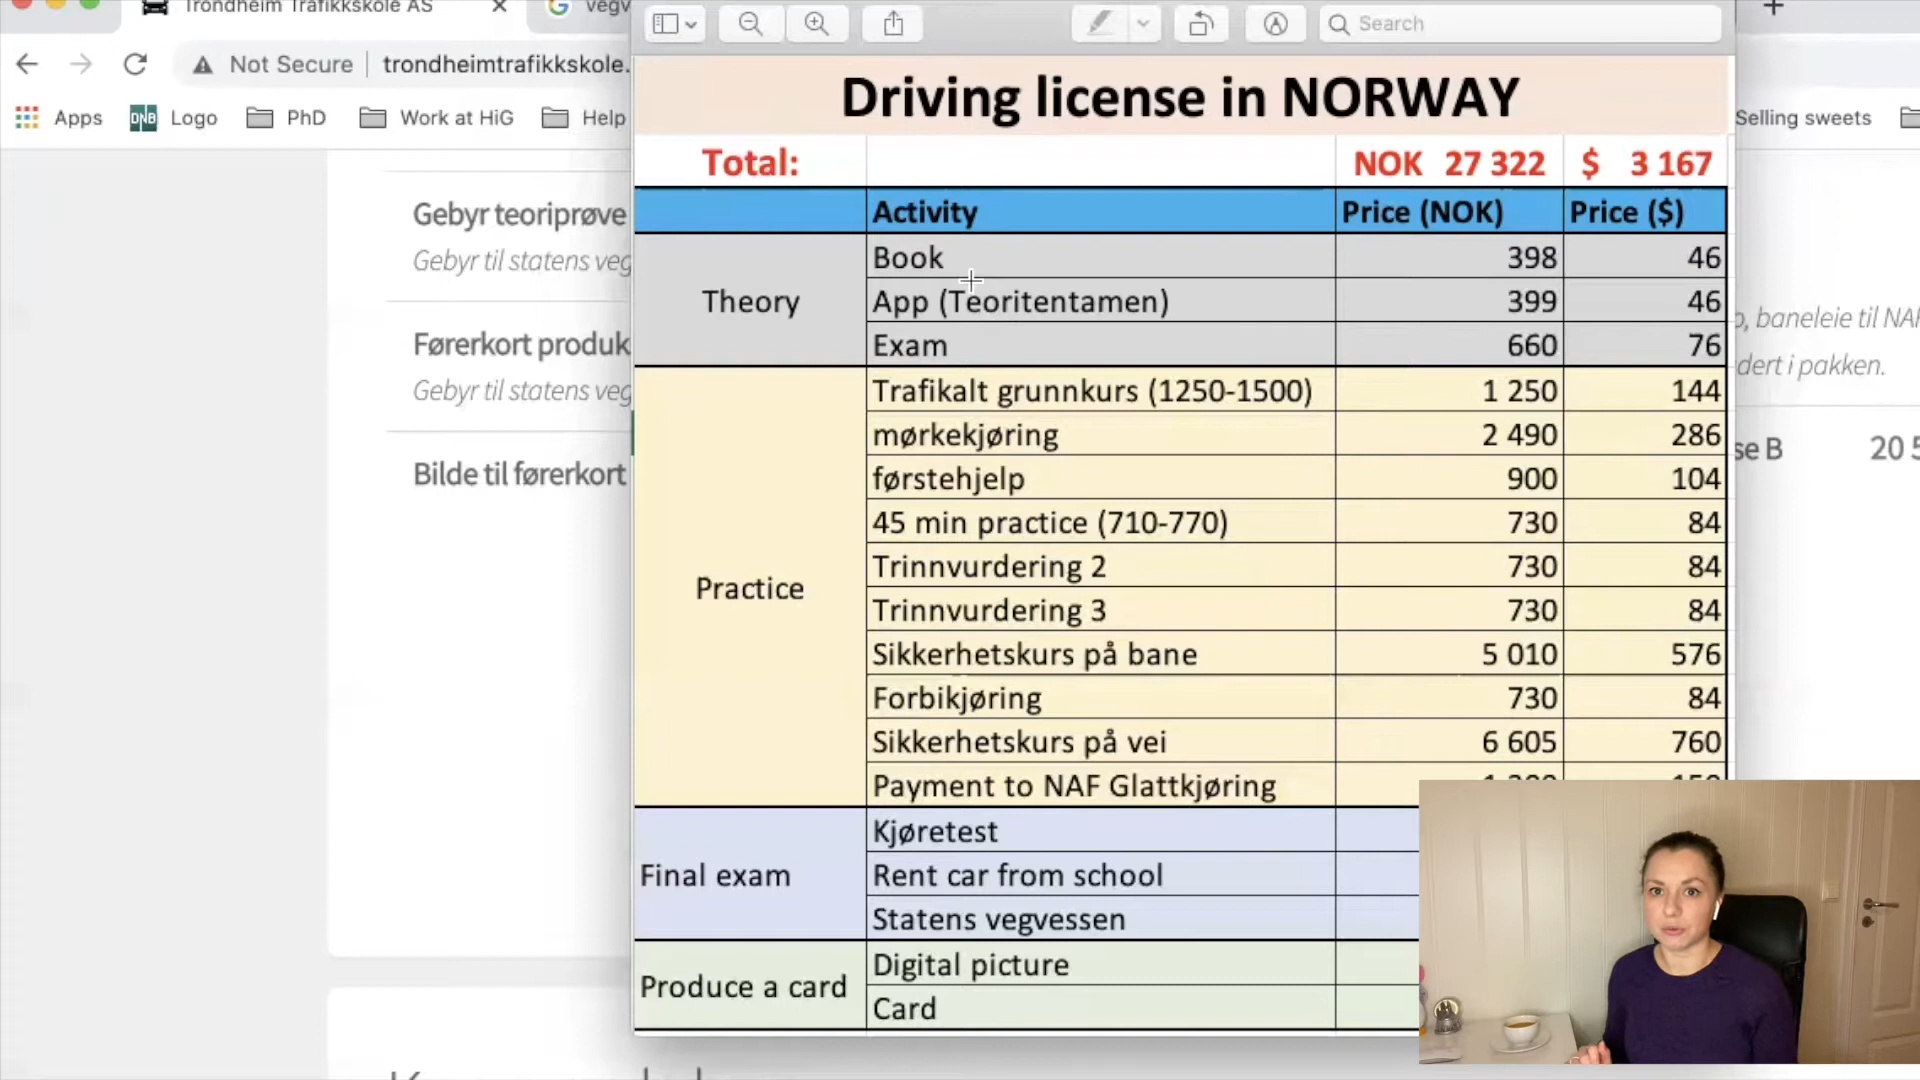 Trondheim Trafikkskole AS
vegv
Search
Not Secure
trondheimtrafikkskole.
Apps
DNB
Logo
PhD
Work at HiG
Help
Selling sweets
Driving license in NORWAY
Total: NOK 27 322 $ 3 167
Activity Price (NOK) Price ($)
Theory
Book 398 46
App (Teoritentamen) 399 46
Exam 660 76
Practice
Trafikalt grunnkurs (1250-1500) 1 250 144
mørkekjøring 2 490 286
førstehjelp 900 104
45 min practice (710-770) 730 84
Trinnvurdering 2 730 84
Trinnvurdering 3 730 84
Sikkerhetskurs på bane 5 010 576
Forbikjøring 730 84
Sikkerhetskurs på vei 6 605 760
Payment to NAF Glattkjøring
Final exam
Kjøretest
Rent car from school
Statens vegvessen
Produce a card
Digital picture
Card
Gebyr teoriprøve
Gebyr til statens veg
Førerkort produk
Gebyr til statens veg
Bilde til førerkort
, baneleie til NAF
dert i pakken.
se B 20 5